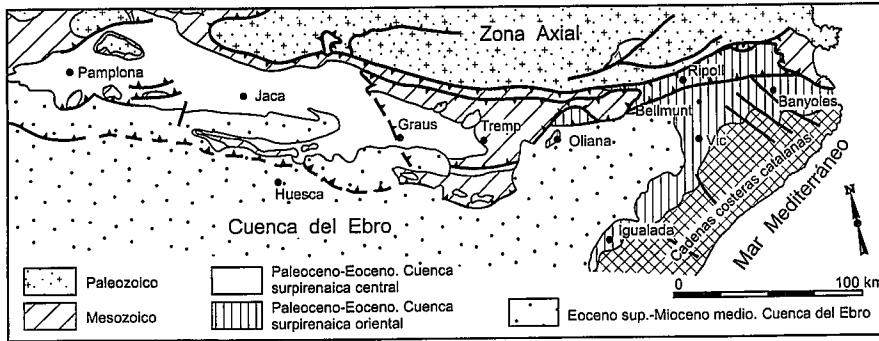 Zona Axial
Pamplona
Ripoll
Jaca
Banyoles
Bellmunt
Graus
Tremp
Oliana
Vic
Huesca
Cadenas costeras catalanas
Mar Mediterráneo
N
Cuenca del Ebro
Igualada
0 100 km
Paleozoico
Paleoceno-Eoceno. Cuenca
surpirenaica central
Mesozoico
Paleoceno-Eoceno. Cuenca
surpirenaica oriental
Eoceno sup.-Mioceno medio. Cuenca del Ebro